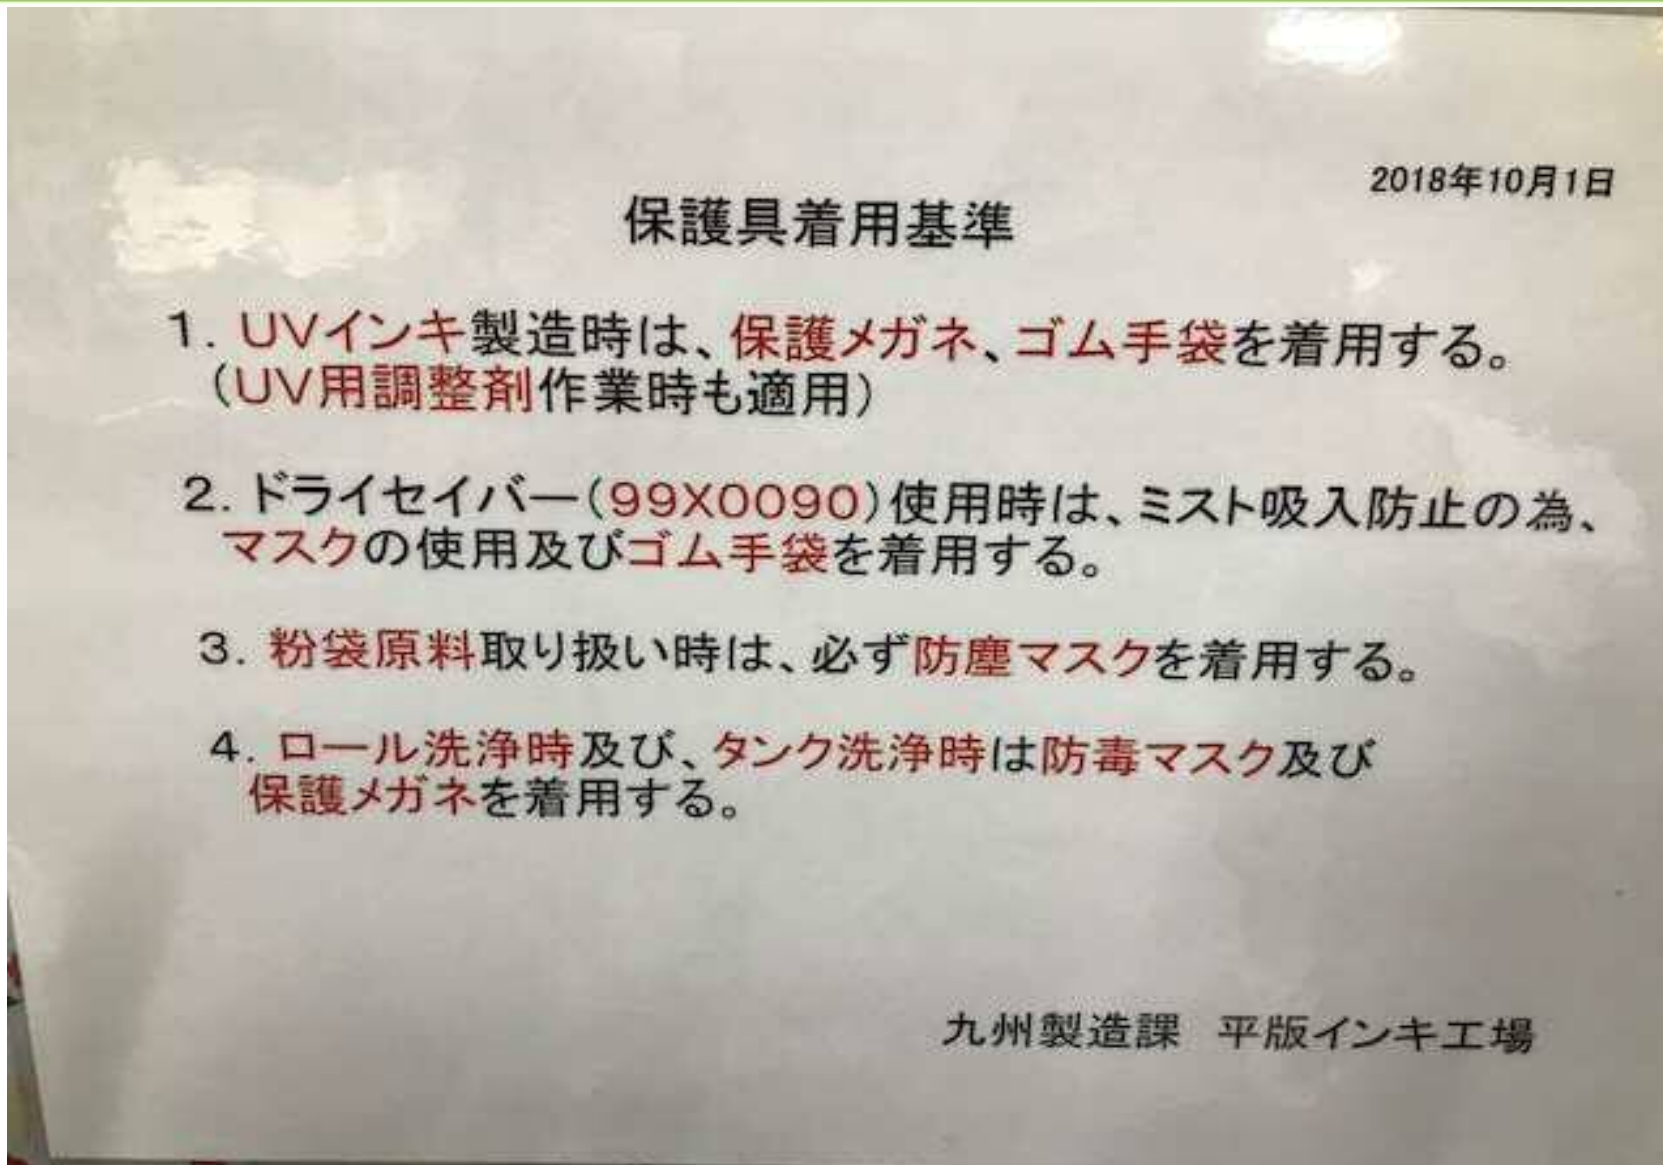 2018年10月1日
保護具着用基準
1. UVインキ製造時は、保護メガネ、ゴム手袋を着用する。
（UV用調整剤作業時も適用）
2. ドライセイバー（99X0090）使用時は、ミスト吸入防止の為、
マスクの使用及びゴム手袋を着用する。
3. 粉袋原料取り扱い時は、必ず防塵マスクを着用する。
4. ロール洗浄時及び、タンク洗浄時は防毒マスク及び
保護メガネを着用する。
九州製造課　平版インキ工場